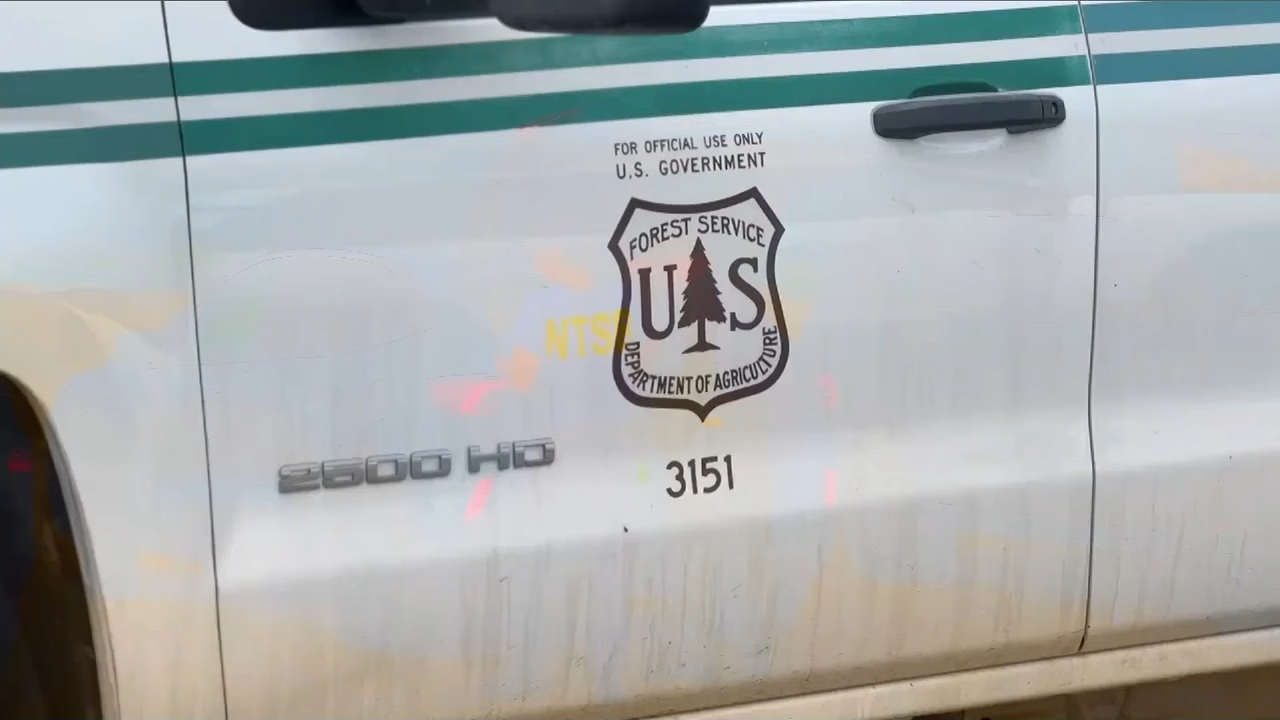 FOR OFFICIAL USE ONLY
U.S. GOVERNMENT
FOREST SERVICE
U S
DEPARTMENT OF AGRICULTURE
2500 HD
3151